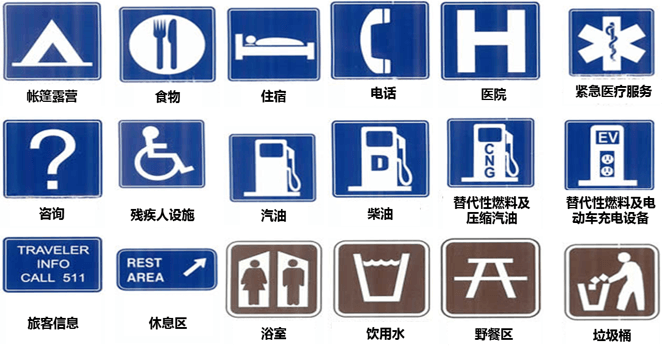 H
帐篷露营
食物
住宿
电话
医院
紧急医疗服务
?
D
CNG
EV
咨询
残疾人设施
汽油
柴油
替代性燃料及
压缩汽油
替代性燃料及电
动车充电设备
TRAVELER
INFO
CALL 511
REST
AREA
旅客信息
休息区
浴室
饮用水
野餐区
垃圾桶